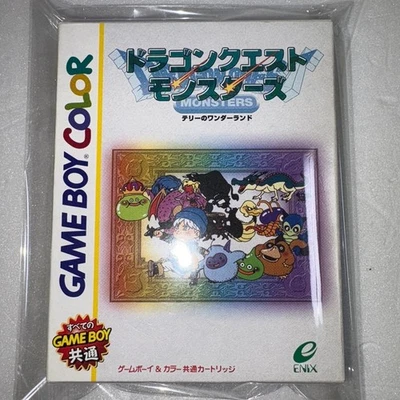 GAME BOY COLOR
ドラゴンクエスト
モンスターズ
MONSTERS
テリーのワンダーランド
すべての
GAME BOY
共通
ゲームボーイ&カラー共通カートリッジ
ENIX